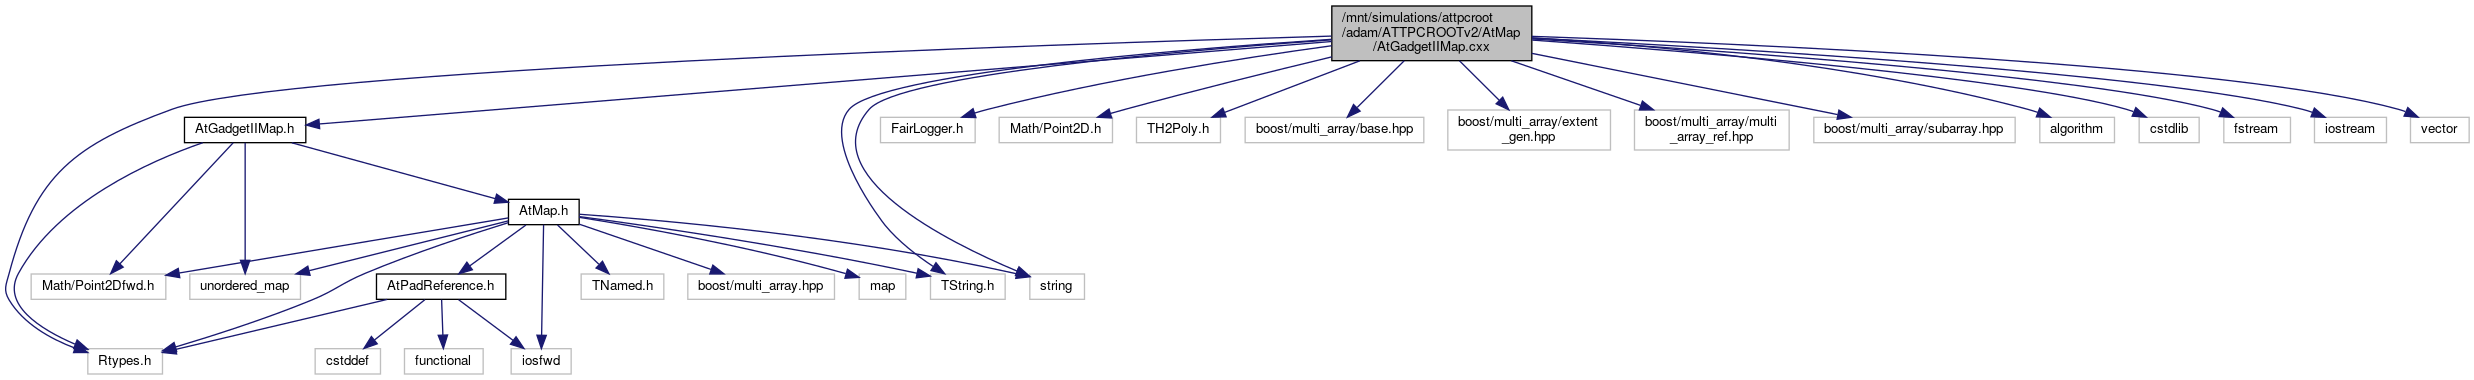 /mnt/simulations/attpcroot
/adam/ATTPCROOTv2/AtMap
/AtGadgetIIMap.cxx
AtGadgetIIMap.h
FairLogger.h
Math/Point2D.h
TH2Poly.h
boost/multi_array/base.hpp
boost/multi_array/extent
_gen.hpp
boost/multi_array/multi
_array_ref.hpp
boost/multi_array/subarray.hpp
algorithm
cstdlib
fstream
iostream
vector
AtMap.h
Math/Point2Dfwd.h
unordered_map
AtPadReference.h
TNamed.h
boost/multi_array.hpp
map
TString.h
string
Rtypes.h
cstddef
functional
iosfwd